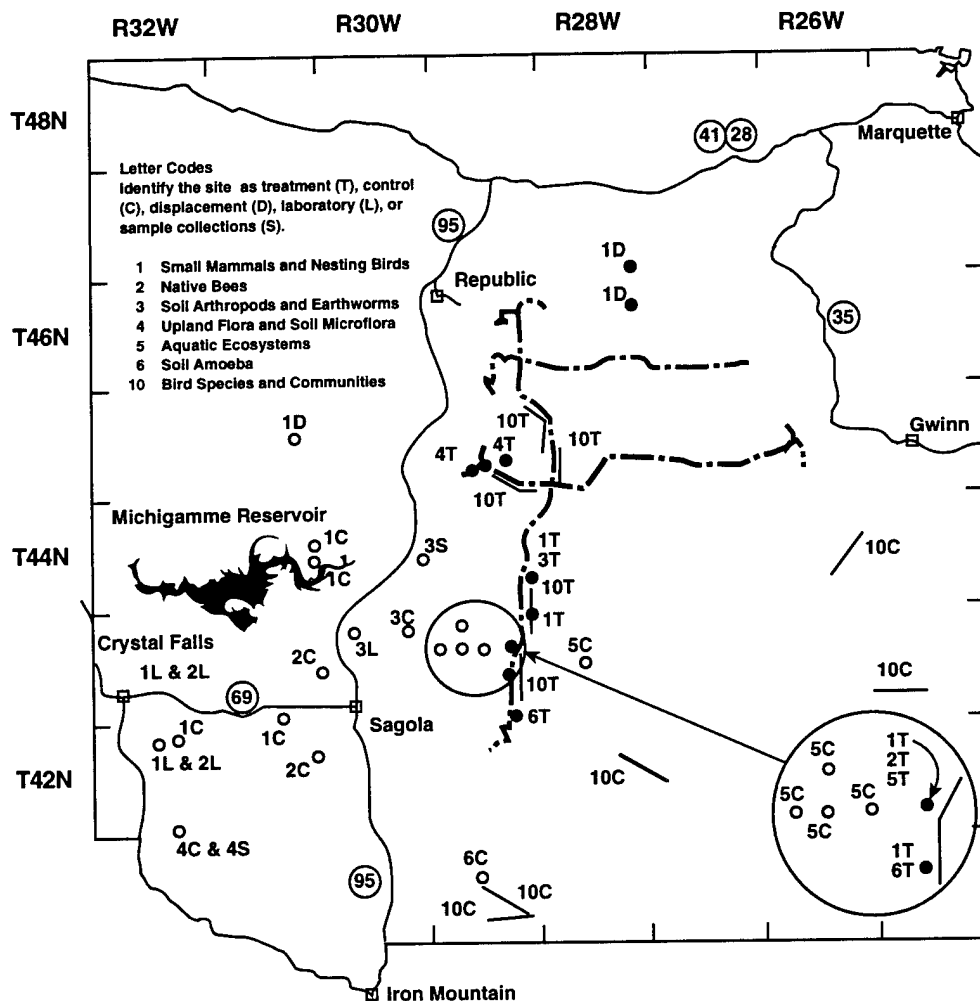 R32W R30W R28W R26W
T48N
41 28
Marquette
Letter Codes
Identify the site as treatment (T), control
(C), displacement (D), laboratory (L), or
sample collections (S).
95
1 Small Mammals and Nesting Birds
2 Native Bees
3 Soil Arthropods and Earthworms
4 Upland Flora and Soil Microflora
5 Aquatic Ecosystems
6 Soil Amoeba
10 Bird Species and Communities
1D
Republic
1D
35
T46N
1D
10T
10T
Gwinn
4T
4T
10T
Michigamme Reservoir
1C
1C
3S
1T
3T
10T
1T
10C
T44N
3C
3L
5C
Crystal Falls
1L & 2L
2C
10C
69
10T
Sagola
6T
1C
1C
1L & 2L
2C
T42N
10C
5C
1T
2T
5T
5C
5C
5C
1T
6T
4C & 4S
6C
95
10C
10C
Iron Mountain